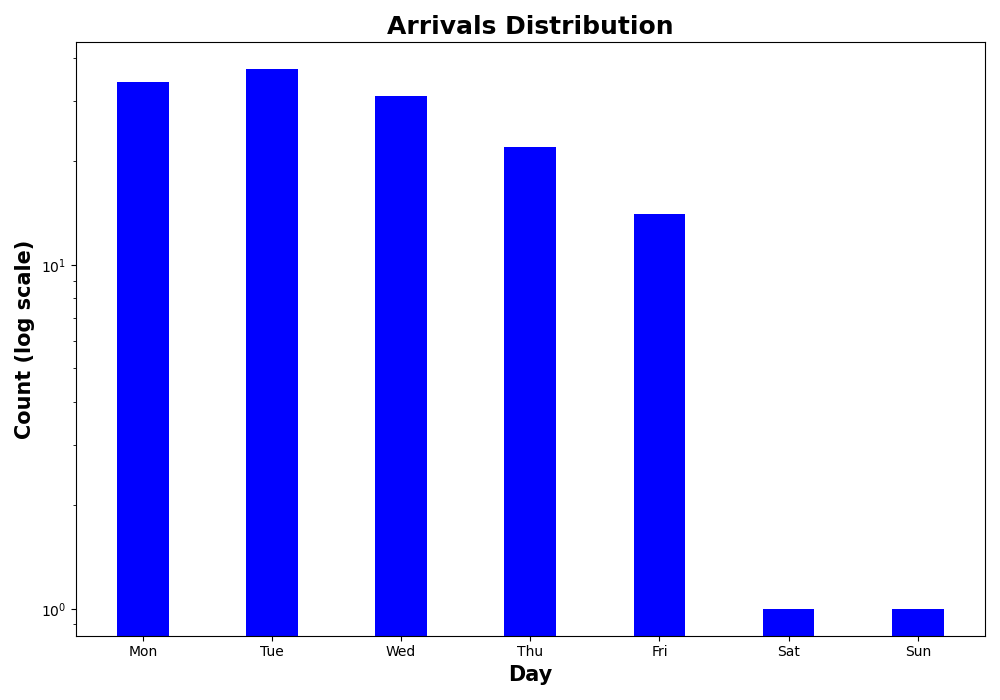 Arrivals Distribution
Count (log scale)
10¹
10⁰
Mon Tue Wed Thu Fri Sat Sun
Day